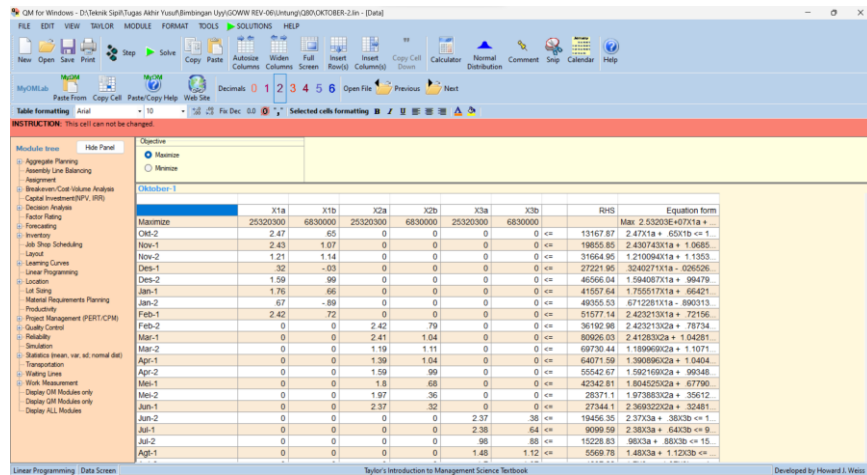 QM for Windows - D:\Teknik Sipil\Tugas Akhir Yusuf\Bimbingan Uyy\GOWW REV-06\Untung\Q80\OKTOBER-2.lin - [Data]
FILE EDIT VIEW TAYLOR MODULE FORMAT TOOLS SOLUTIONS HELP
New Open Save Print Step Solve Copy Paste Autosize Columns Widen Columns Full Screen Insert Row(s) Insert Column(s) Copy Cell Down Calculator Normal Distribution Comment Snip Calendar Help
MyOMLab Paste From Copy Cell Paste/Copy Help Web Site Decimals 0 1 2 3 4 5 6 Open File Previous Next
Table formatting Arial 10 Fix Dec 0.0 0 "," Selected cells formatting B I U A
INSTRUCTION: This cell can not be changed.
Module tree Hide Panel
Aggregate Planning
Assembly Line Balancing
Assignment
Breakeven/Cost-Volume Analysis
Capital Investment(NPV, IRR)
Decision Analysis
Factor Rating
Forecasting
Inventory
Job Shop Scheduling
Layout
Learning Curves
Linear Programming
Location
Lot Sizing
Material Requirements Planning
Productivity
Project Management (PERT/CPM)
Quality Control
Reliability
Simulation
Statistics (mean, var, sd, normal dist)
Transportation
Waiting Lines
Work Measurement
Display OM Modules only
Display QM Modules only
Display ALL Modules
Objective
Maximize
Minimize
Oktober-1
X1a X1b X2a X2b X3a X3b RHS Equation form
Maximize 25320300 6830000 25320300 6830000 25320300 6830000 Max 2.53203E+07X1a + ...
Okt-2 2.47 .65 0 0 0 0 <= 13167.87 2.47X1a + .65X1b <= 1...
Nov-1 2.43 1.07 0 0 0 0 <= 19855.85 2.430743X1a + 1.0685...
Nov-2 1.21 1.14 0 0 0 0 <= 31664.95 1.210094X1a + 1.1353...
Des-1 .32 -.03 0 0 0 0 <= 27221.95 .3240271X1a - .026526...
Des-2 1.59 .99 0 0 0 0 <= 46566.04 1.594087X1a + .99479...
Jan-1 1.76 .66 0 0 0 0 <= 41557.64 1.755517X1a + .66421...
Jan-2 .67 -.89 0 0 0 0 <= 49355.53 .6712281X1a - .890313...
Feb-1 2.42 .72 0 0 0 0 <= 51577.14 2.423213X1a + .72156...
Feb-2 0 0 2.42 .79 0 0 <= 36192.98 2.423213X2a + .78734...
Mar-1 0 0 2.41 1.04 0 0 <= 80926.03 2.41283X2a + 1.04281...
Mar-2 0 0 1.19 1.11 0 0 <= 69730.44 1.189969X2a + 1.1071...
Apr-1 0 0 1.39 1.04 0 0 <= 64071.59 1.390896X2a + 1.0404...
Apr-2 0 0 1.59 .99 0 0 <= 55542.67 1.592169X2a + .99348...
Mei-1 0 0 1.8 .68 0 0 <= 42342.81 1.804525X2a + .67790...
Mei-2 0 0 1.97 .36 0 0 <= 28371.1 1.973883X2a + .35612...
Jun-1 0 0 2.37 .32 0 0 <= 27344.1 2.369322X2a + .32481...
Jun-2 0 0 0 0 2.37 .38 <= 19456.35 2.37X3a + .38X3b <= 1...
Jul-1 0 0 0 0 2.38 .64 <= 9099.59 2.38X3a + .64X3b <= 9...
Jul-2 0 0 0 0 .98 .88 <= 15228.83 .98X3a + .88X3b <= 15...
Agt-1 0 0 0 0 1.48 1.12 <= 5569.78 1.48X3a + 1.12X3b <=...
Linear Programming Data Screen Taylor's Introduction to Management Science Textbook Developed by Howard J. Weiss